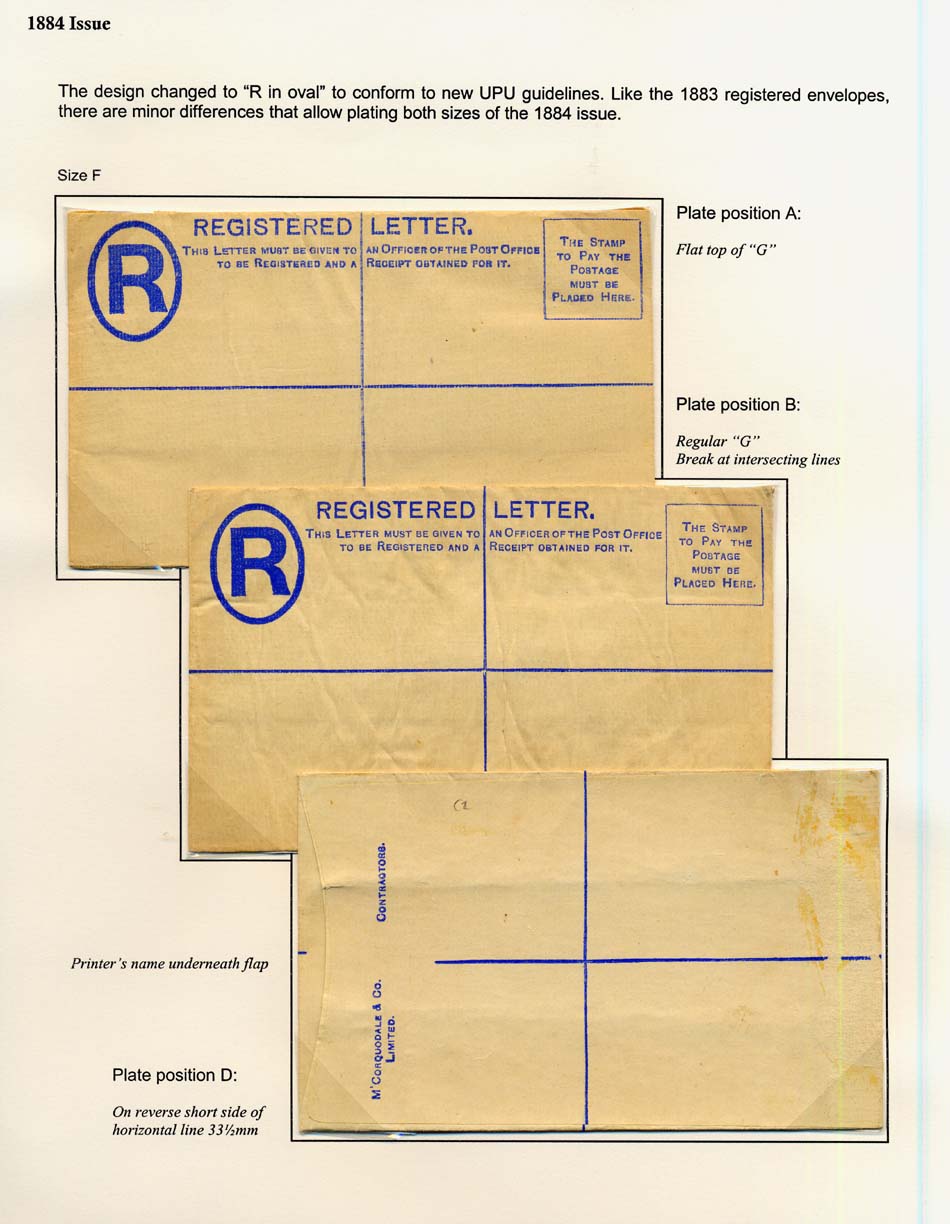 1884 Issue
The design changed to “R in oval” to conform to new UPU guidelines. Like the 1883 registered envelopes,
there are minor differences that allow plating both sizes of the 1884 issue.
Size F
Plate position A:
Flat top of “G”
R
REGISTERED LETTER.
THIS LETTER MUST BE GIVEN TO AN OFFICER OF THE POST OFFICE
TO BE REGISTERED AND A RECEIPT OBTAINED FOR IT.
THE STAMP
TO PAY THE
POSTAGE
MUST BE
PLACED HERE.
Plate position B:
Regular “G”
Break at intersecting lines
R
REGISTERED LETTER.
THIS LETTER MUST BE GIVEN TO AN OFFICER OF THE POST OFFICE
TO BE REGISTERED AND A RECEIPT OBTAINED FOR IT.
THE STAMP
TO PAY THE
POSTAGE
MUST BE
PLACED HERE.
CONTRACTORS.
M'CORQUODALE & CO.
LIMITED.
Printer's name underneath flap
Plate position D:
On reverse short side of
horizontal line 33½mm